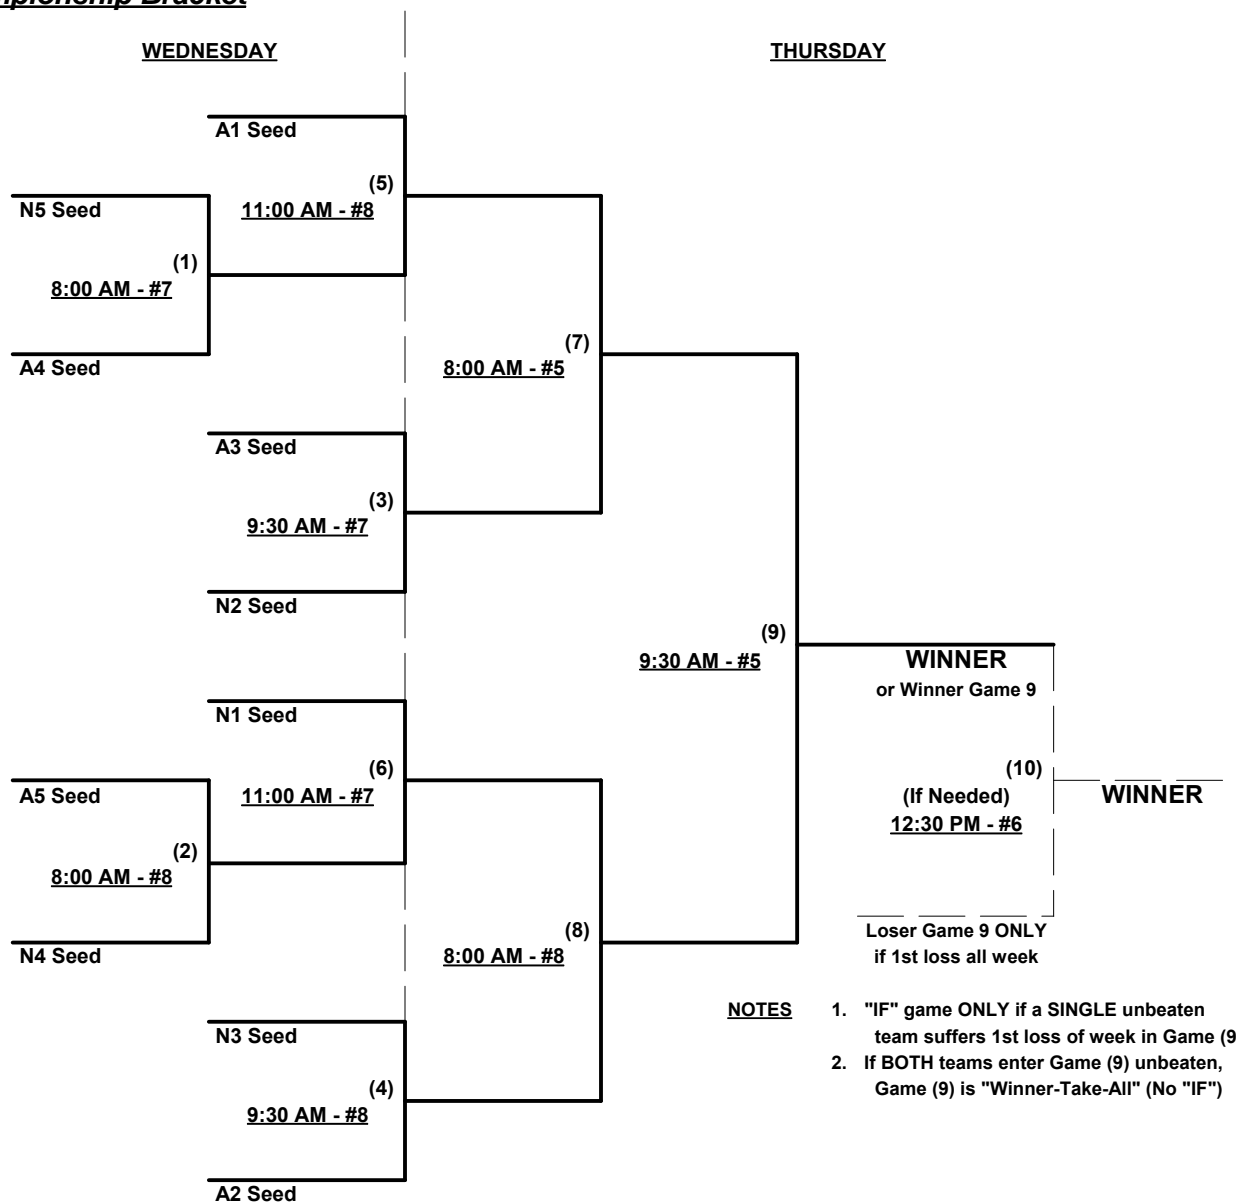 Bracket
WEDNESDAY
THURSDAY
A1 Seed
(5)
11:00 AM - #8
N5 Seed
(1)
8:00 AM - #7
A4 Seed
(7)
8:00 AM - #5
A3 Seed
(3)
9:30 AM - #7
N2 Seed
(9)
9:30 AM - #5
WINNER
or Winner Game 9
N1 Seed
(6)
11:00 AM - #7
A5 Seed
(2)
8:00 AM - #8
N4 Seed
(10)
(If Needed)
12:30 PM - #6
WINNER
(8)
8:00 AM - #8
Loser Game 9 ONLY
if 1st loss all week
N3 Seed
(4)
9:30 AM - #8
A2 Seed
NOTES 1. "IF" game ONLY if a SINGLE unbeaten
team suffers 1st loss of week in Game (9
2. If BOTH teams enter Game (9) unbeaten,
Game (9) is "Winner-Take-All" (No "IF")